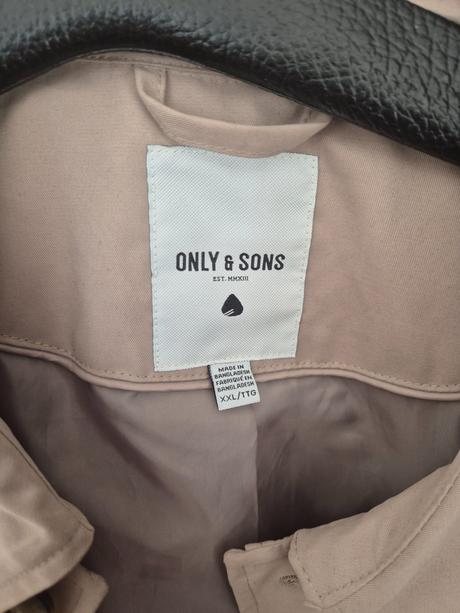 ONLY & SONS
EST. MMXIII
MADE IN
BANGLADESH
FABRIQUÉ EN
BANGLADESH
XXL/TTG